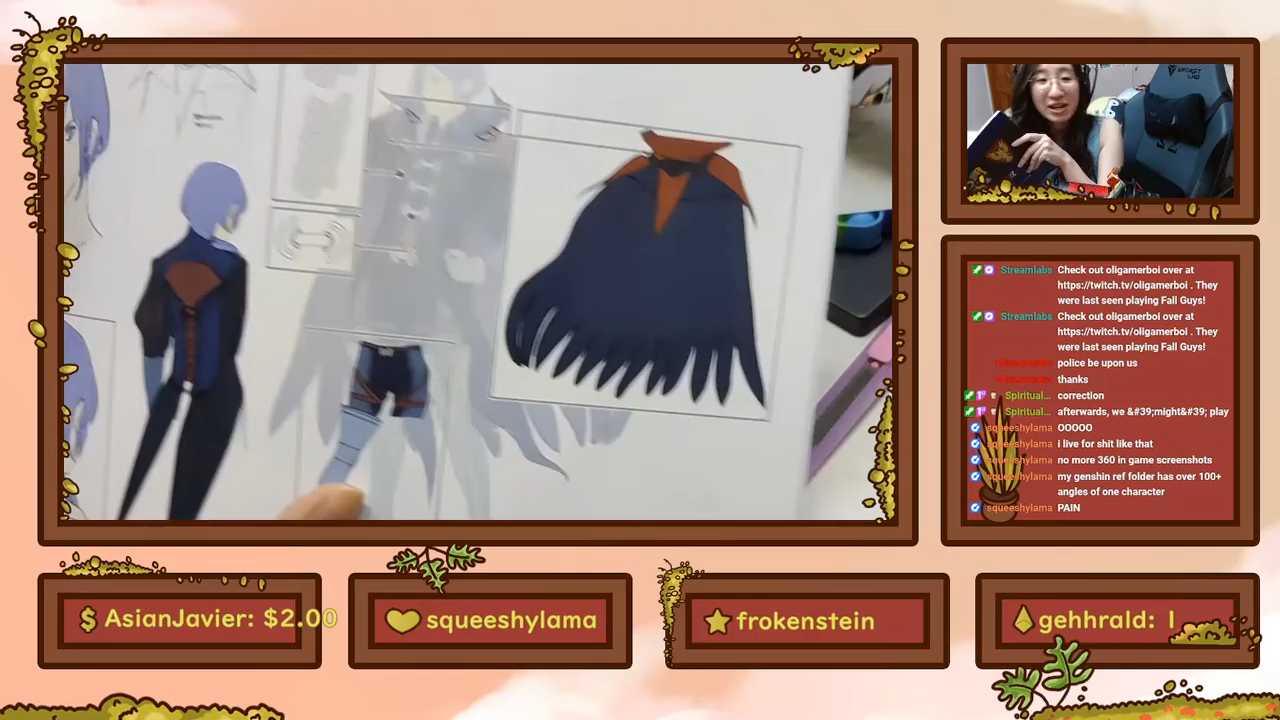 Streamlabs Check out oligamerboi over at
https://twitch.tv/oligamerboi . They
were last seen playing Fall Guys!
Streamlabs Check out oligamerboi over at
https://twitch.tv/oligamerboi . They
were last seen playing Fall Guys!
police be upon us
thanks
Spiritual... correction
Spiritual... afterwards, we &#39;might&#39; play
squeeshylama OOOOO
squeeshylama i live for shit like that
squeeshylama no more 360 in game screenshots
squeeshylama my genshin ref folder has over 100+
angles of one character
squeeshylama PAIN
$ AsianJavier: $2.00
squeeshylama
frokenstein
gehhrald: 1